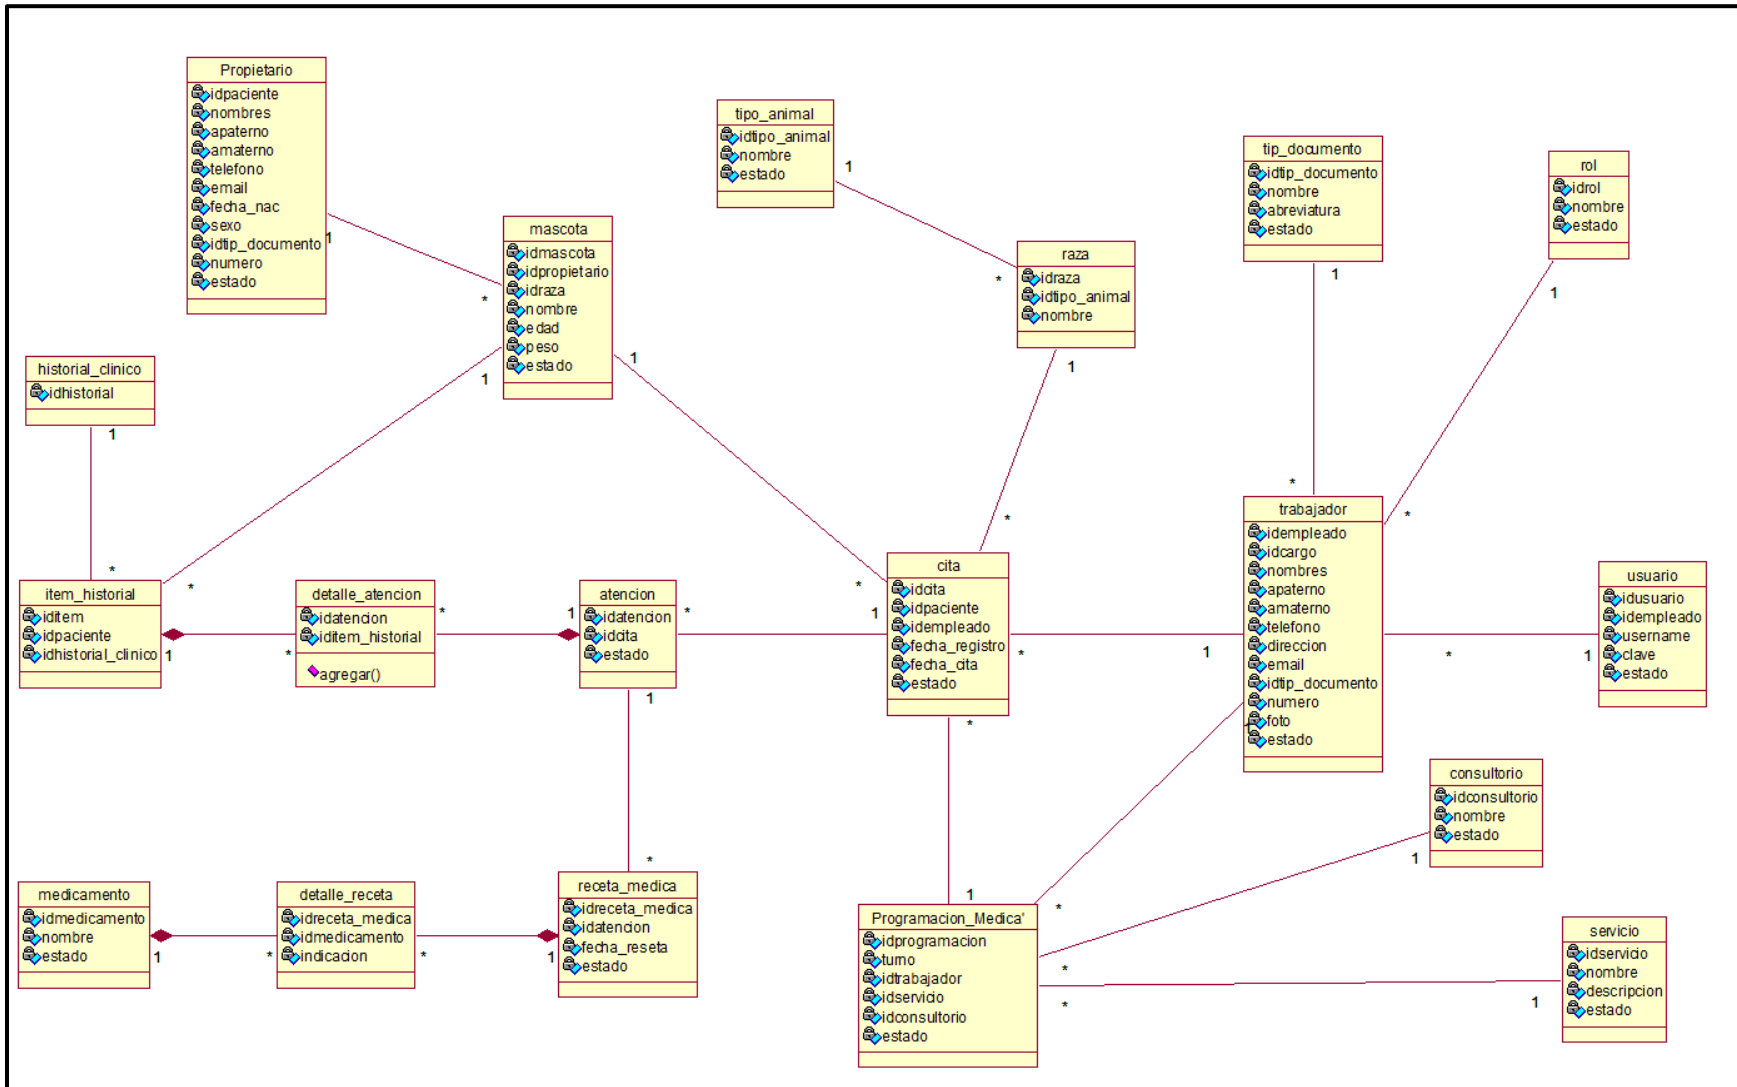 Propietario
idpaciente
nombres
apaterno
amaterno
telefono
email
fecha_nac
sexo
idtip_documento
numero
estado
1
*
mascota
idmascota
idpropietario
idraza
nombre
edad
peso
estado
1
1
tipo_animal
idtipo_animal
nombre
estado
1
*
raza
idraza
idtipo_animal
nombre
1
*
tip_documento
idtip_documento
nombre
abreviatura
estado
1
*
rol
idrol
nombre
estado
1
*
historial_clinico
idhistorial
1
*
*
item_historial
iditem
idpaciente
idhistorial_clinico
1
*
detalle_atencion
idatencion
iditem_historial
agregar()
*
1
atencion
idatencion
idcita
estado
*
1
1
*
cita
idcita
idpaciente
idempleado
fecha_registro
fecha_cita
estado
*
1
*
trabajador
idempleado
idcargo
nombres
apaterno
amaterno
telefono
direccion
email
idtip_documento
numero
foto
estado
*
1
usuario
idusuario
idempleado
username
clave
estado
consultorio
idconsultorio
nombre
estado
1
medicamento
idmedicamento
nombre
estado
1
*
detalle_receta
idreceta_medica
idmedicamento
indicacion
*
1
*
receta_medica
idreceta_medica
idatencion
fecha_reseta
estado
1
*
Programacion_Medica'
idprogramacion
turno
idtrabajador
idservicio
idconsultorio
estado
*
*
1
servicio
idservicio
nombre
descripcion
estado